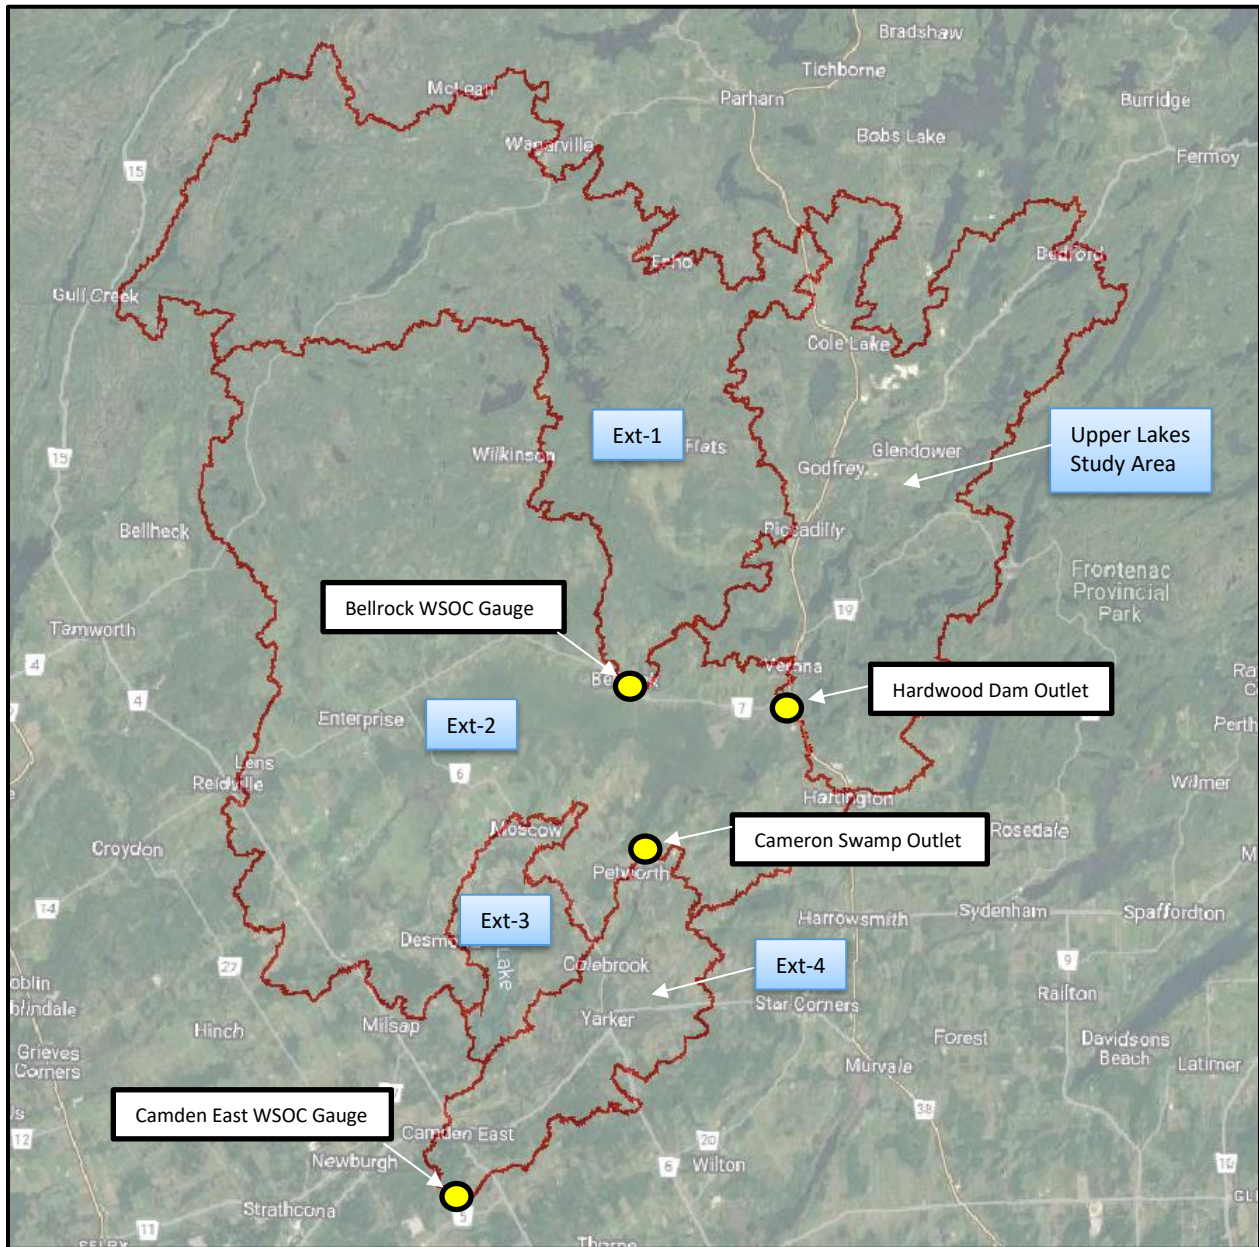 Bradshaw
Tichborne
McLean
Parham
Burridge
Bobs Lake
Wagarville
Fermoy
15
Echo
Bedford
Gull Creek
Cole Lake
Ext-1
Upper Lakes
Study Area
Flats
Wilkinson
Glendower
15
Godfrey
Bellheck
Piccadilly
Frontenac
Provincial
Park
Bellrock WSOC Gauge
19
Tamworth
4
Verona
Hardwood Dam Outlet
4
7
Enterprise
Ext-2
Perth
Lens
6
Reidville
Wilmer
Hartington
Moscow
Rosedale
Croydon
Cameron Swamp Outlet
Petworth
14
Ext-3
Harrowsmith
Sydenham
Spaffordton
Lake
Colebrook
Ext-4
27
9
Railton
Yarker
Star Corners
Hinch
Milsap
Forest
Davidsons
Beach
Grieves
Corners
Murvale
Latimer
Camden East WSOC Gauge
38
12
Camden East
20
Newburgh
6
Wilton
10
Strathcona
5
11